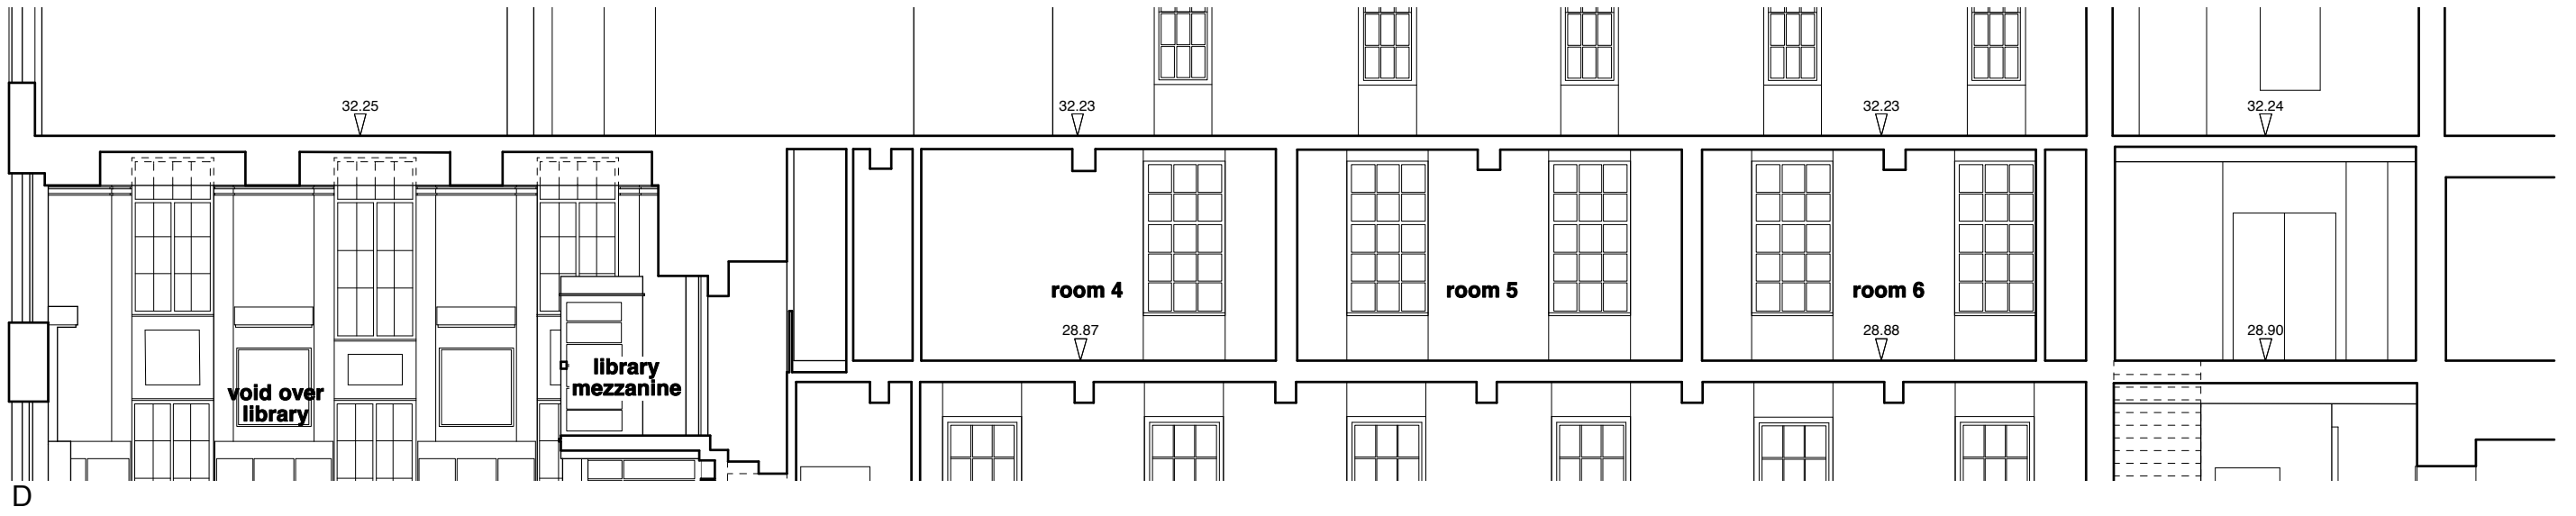 32.25
32.23
32.23
32.24
room 4
room 5
room 6
28.87
28.88
28.90
library
mezzanine
void over
library
D